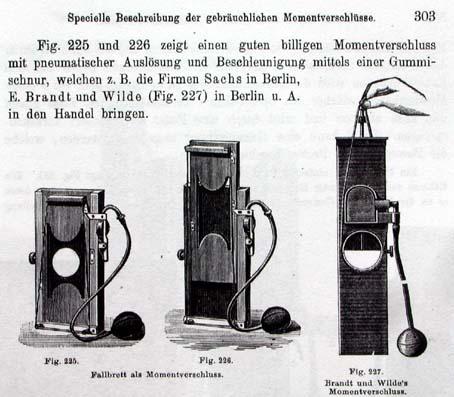 Specielle Beschreibung der gebräuchlichen Momentverschlüsse. 303
Fig. 225 und 226 zeigt einen guten billigen Momentverschluss
mit pneumatischer Auslösung und Beschleunigung mittels einer Gummi-
schnur, welchen z. B. die Firmen Sachs in Berlin,
E. Brandt und Wilde (Fig. 227) in Berlin u. A.
in den Handel bringen.
Fig. 225.
Fig. 226.
Fallbrett als Momentverschluss.
Fig. 227.
Brandt und Wilde's
Momentverschluss.